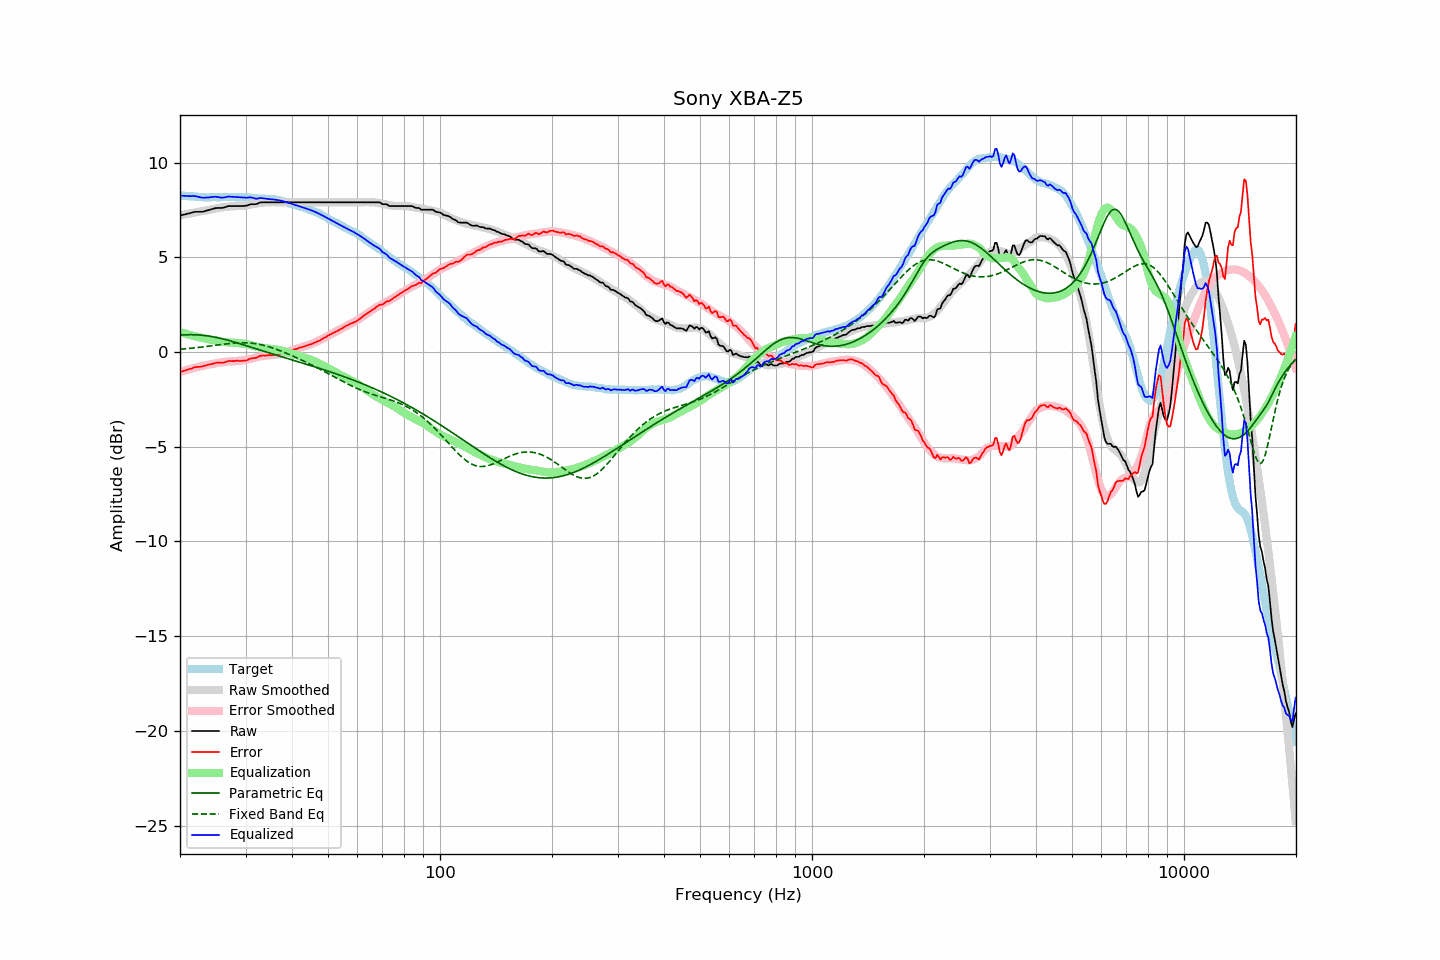 Sony XBA-Z5
10
5
0
−5
−10
−15
−20
−25
Amplitude (dBr)
Target
Raw Smoothed
Error Smoothed
Raw
Error
Equalization
Parametric Eq
Fixed Band Eq
Equalized
100
1000
10000
Frequency (Hz)